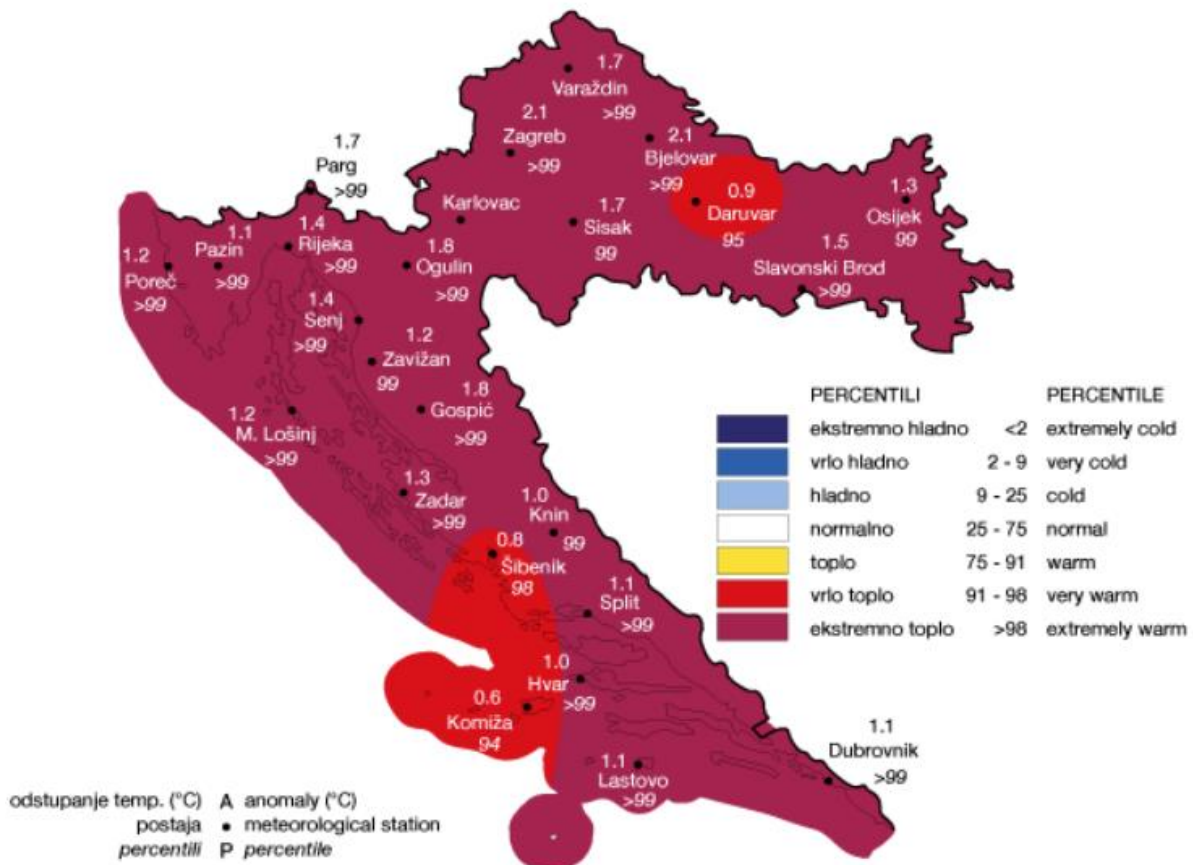 1.7
Varaždin
>99
2.1
Zagreb
>99
2.1
Bjelovar
>99
1.7
Parg
>99
0.9
Daruvar
95
1.3
Osijek
99
Karlovac
1.7
Sisak
99
1.5
Slavonski Brod
>99
1.2
Poreč
>99
1.1
Pazin
>99
1.4
Rijeka
>99
1.8
Ogulin
>99
1.4
Senj
>99
1.2
Zavižan
99
1.8
Gospić
>99
1.2
M. Lošinj
>99
1.3
Zadar
>99
1.0
Knin
99
0.8
Šibenik
98
1.1
Split
>99
1.0
Hvar
>99
0.6
Komiža
94
1.1
Lastovo
>99
1.1
Dubrovnik
>99
PERCENTILI PERCENTILE
ekstremno hladno <2 extremely cold
vrlo hladno 2 - 9 very cold
hladno 9 - 25 cold
normalno 25 - 75 normal
toplo 75 - 91 warm
vrlo toplo 91 - 98 very warm
ekstremno toplo >98 extremely warm
odstupanje temp. (°C) A anomaly (°C)
postaja • meteorological station
percentili P percentile